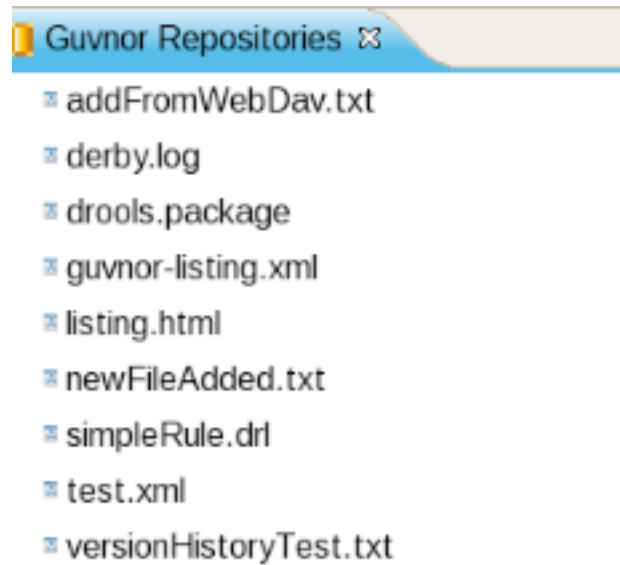 Guvnor Repositories
addFromWebDav.txt
derby.log
drools.package
guvnor-listing.xml
listing.html
newFileAdded.txt
simpleRule.drl
test.xml
versionHistoryTest.txt